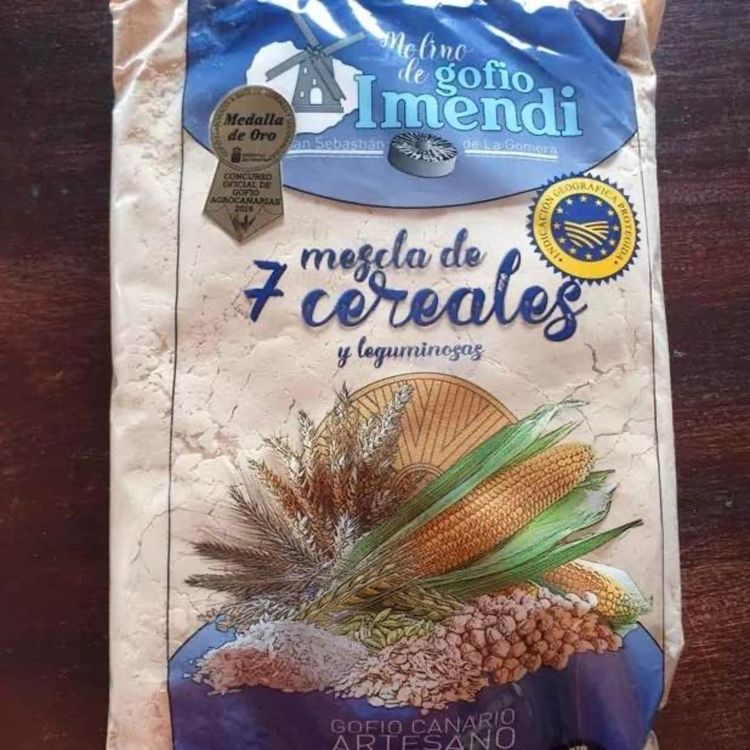 Molino
de gofio
Imendi
San Sebastián de La Gomera
Medalla
de Oro
CONCURSO
OFICIAL DE
GOFIO
AGROCANARIAS
INDICACIÓN GEOGRÁFICA PROTEGIDA
mezcla de
7 cereales
y leguminosas
GOFIO CANARIO
ARTESANO